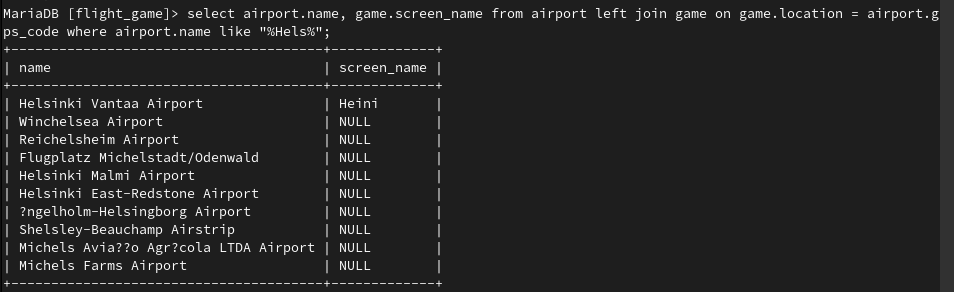 MariaDB [flight_game]> select airport.name, game.screen_name from airport left join game on game.location = airport.g
ps_code where airport.name like "%Hels%";
+---------------------------------------+-------------+
| name                                  | screen_name |
+---------------------------------------+-------------+
| Helsinki Vantaa Airport               | Heini       |
| Winchelsea Airport                    | NULL        |
| Reichelsheim Airport                  | NULL        |
| Flugplatz Michelstadt/Odenwald        | NULL        |
| Helsinki Malmi Airport                | NULL        |
| Helsinki East-Redstone Airport        | NULL        |
| ?ngelholm-Helsingborg Airport         | NULL        |
| Shelsley-Beauchamp Airstrip           | NULL        |
| Michels Avia??o Agr?cola LTDA Airport | NULL        |
| Michels Farms Airport                 | NULL        |
+---------------------------------------+-------------+